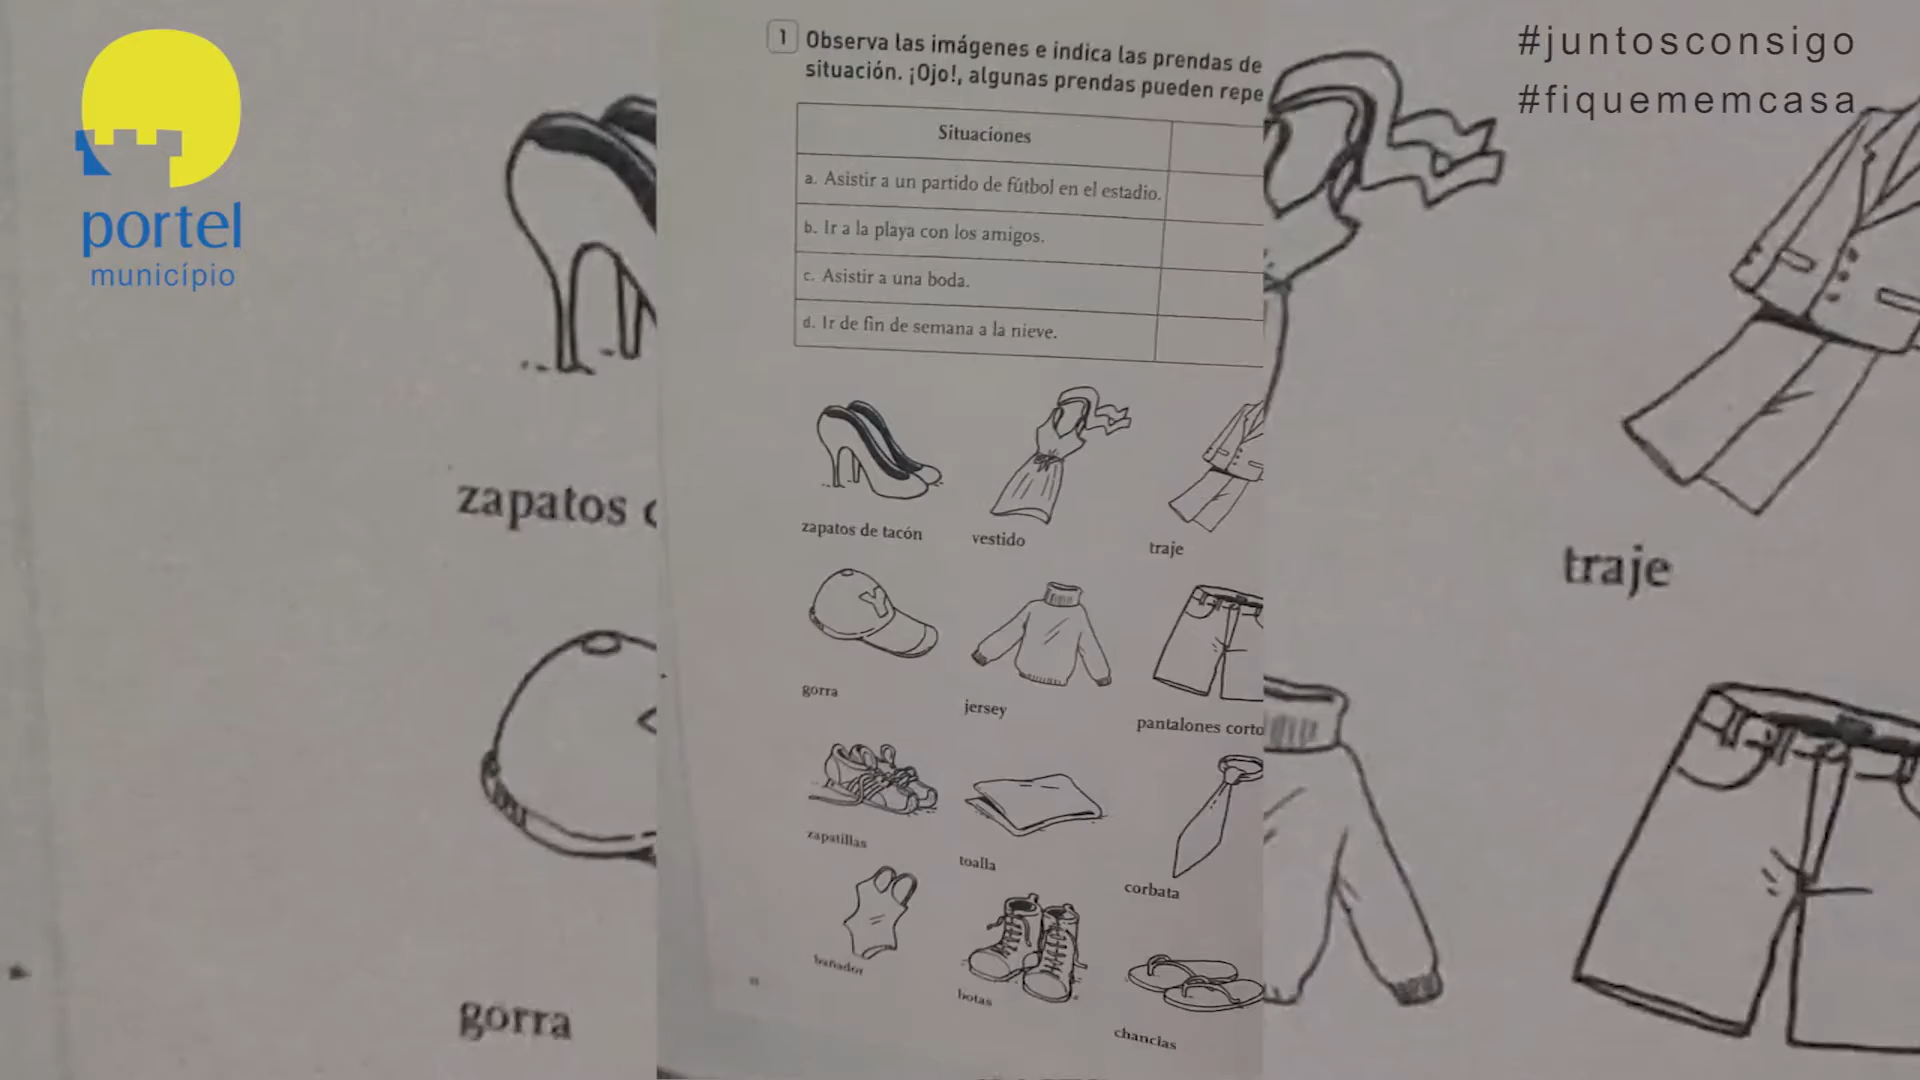 portel
município
#juntosconsigo
#fiquememcasa
1 Observa las imágenes e indica las prendas de
situación. ¡Ojo!, algunas prendas pueden repe
Situaciones
a. Asistir a un partido de fútbol en el estadio.
b. Ir a la playa con los amigos.
c. Asistir a una boda.
d. Ir de fin de semana a la nieve.
zapatos de tacón
vestido
traje
Y
gorra
jersey
pantalones corto
zapatillas
toalla
corbata
bañador
botas
chanclas
zapatos
gorra
traje